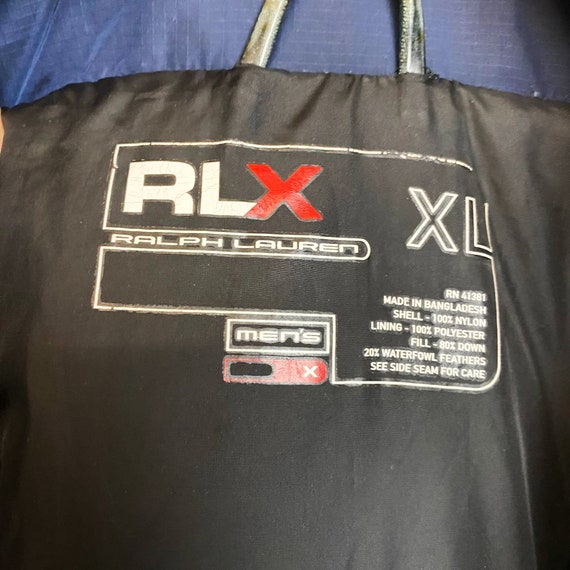 RLX
XL
RALPH LAUREN
RN 41381
MADE IN BANGLADESH
SHELL - 100% NYLON
LINING - 100% POLYESTER
FILL - 80% DOWN
20% WATERFOWL FEATHERS
SEE SIDE SEAM FOR CARE
men's
X